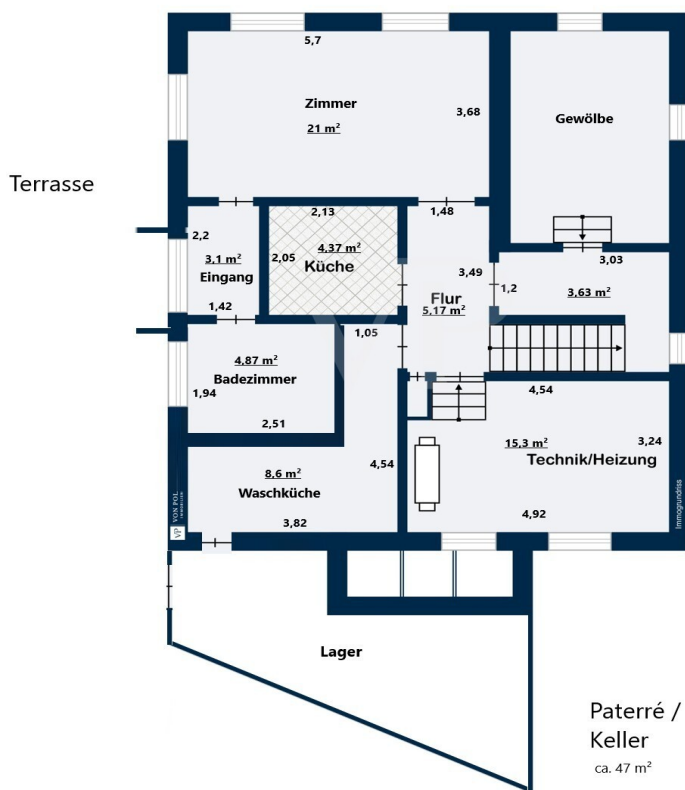 5,7
Zimmer
21 m²
3,68
Gewölbe
Terrasse
2,2
3,1 m²
Eingang
1,42
2,13
2,05
4,37 m²
Küche
1,48
3,49
Flur
5,17 m²
1,2
3,03
3,63 m²
1,05
4,87 m²
Badezimmer
1,94
2,51
4,54
15,3 m²
3,24
Technik/Heizung
4,92
8,6 m²
Waschküche
4,54
3,82
VP VON POLL
IMMOBILIEN
Immogrundriss
Lager
Paterré /
Keller
ca. 47 m²